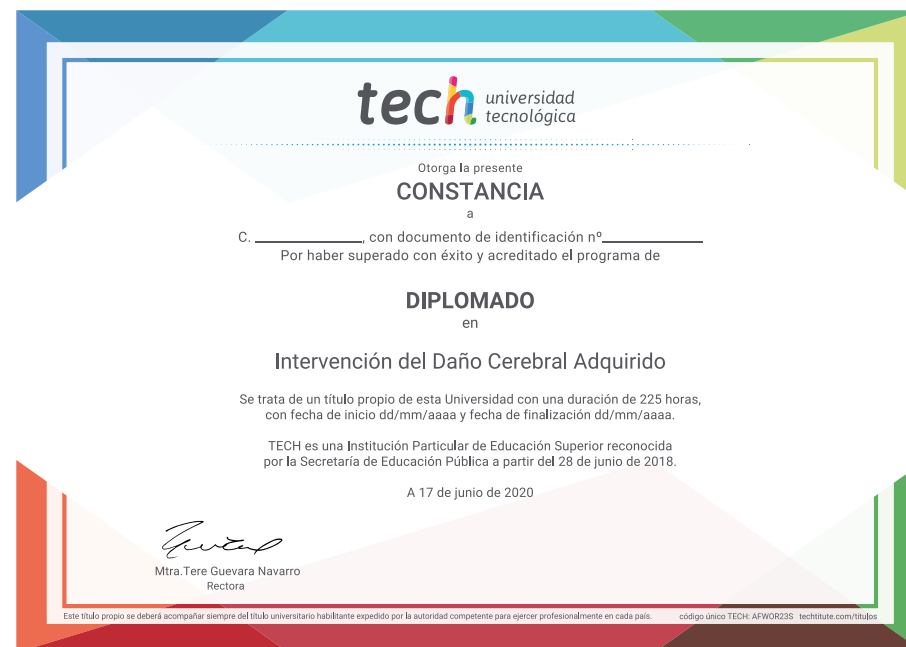 tech universidad
tecnológica
Otorga la presente
CONSTANCIA
a
C. ______________, con documento de identificación nº_____________
Por haber superado con éxito y acreditado el programa de
DIPLOMADO
en
Intervención del Daño Cerebral Adquirido
Se trata de un título propio de esta Universidad con una duración de 225 horas,
con fecha de inicio dd/mm/aaaa y fecha de finalización dd/mm/aaaa.
TECH es una Institución Particular de Educación Superior reconocida
por la Secretaría de Educación Pública a partir del 28 de junio de 2018.
A 17 de junio de 2020
Mtra.Tere Guevara Navarro
Rectora
Este título propio se deberá acompañar siempre del título universitario habilitante expedido por la autoridad competente para ejercer profesionalmente en cada país. código único TECH: AFWOR23S techtitute.com/titulos